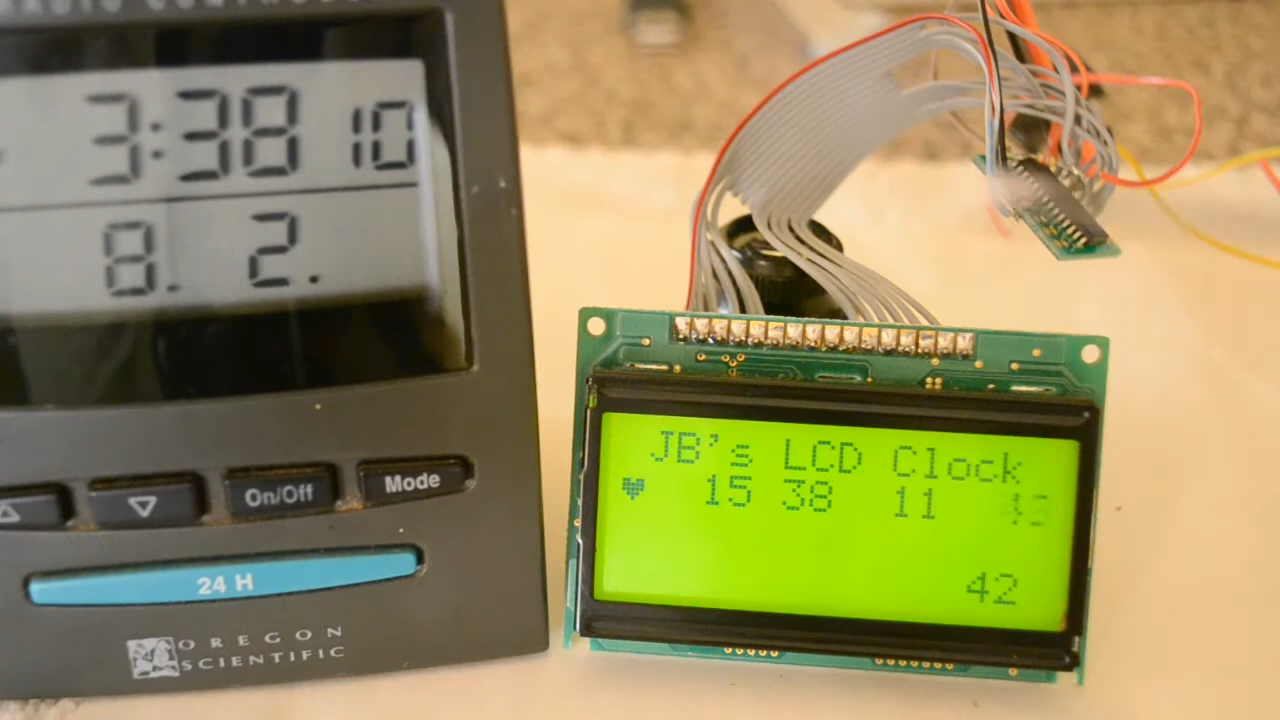 3:38 10
8. 2.
On/Off
Mode
24 H
OREGON
SCIENTIFIC
JB's LCD Clock
♥ 15 38 11
42